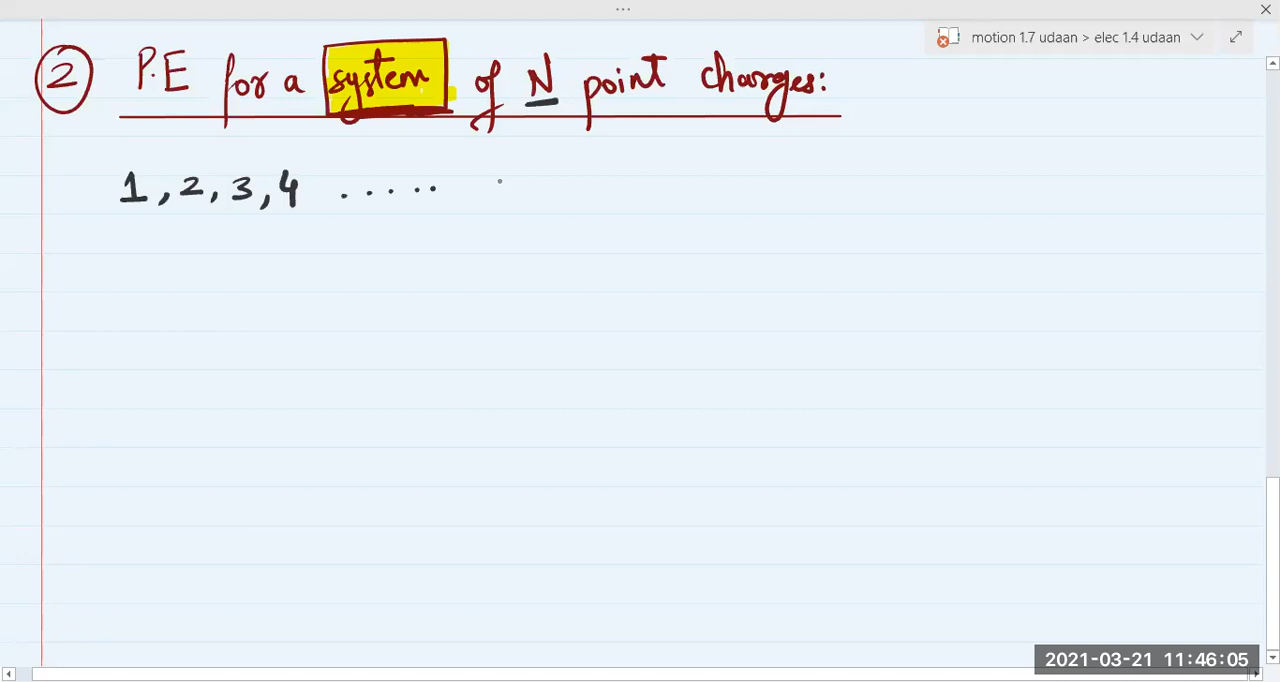 ...
motion 1.7 udaan > elec 1.4 udaan
② P.E for a system of N point charges:
1, 2, 3, 4 .....
2021-03-21 11:46:05